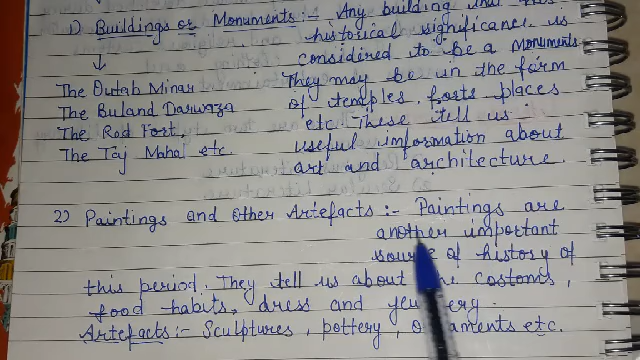 1) Buildings or Monuments :- Any building that has
historical significance is
considered to be a Monuments
The Qutab Minar They may be in the form
The Buland Darwaza of temples, forts places
The Rod Fort, etc. These tell us
The Taj Mahal etc. useful information about
art and architecture.
2) Paintings and Other Artefacts :- Paintings are
another important
source of history of
this period. They tell us about the customs,
food habits, dress and
Artefacts :- Sculptures, pottery, etc.